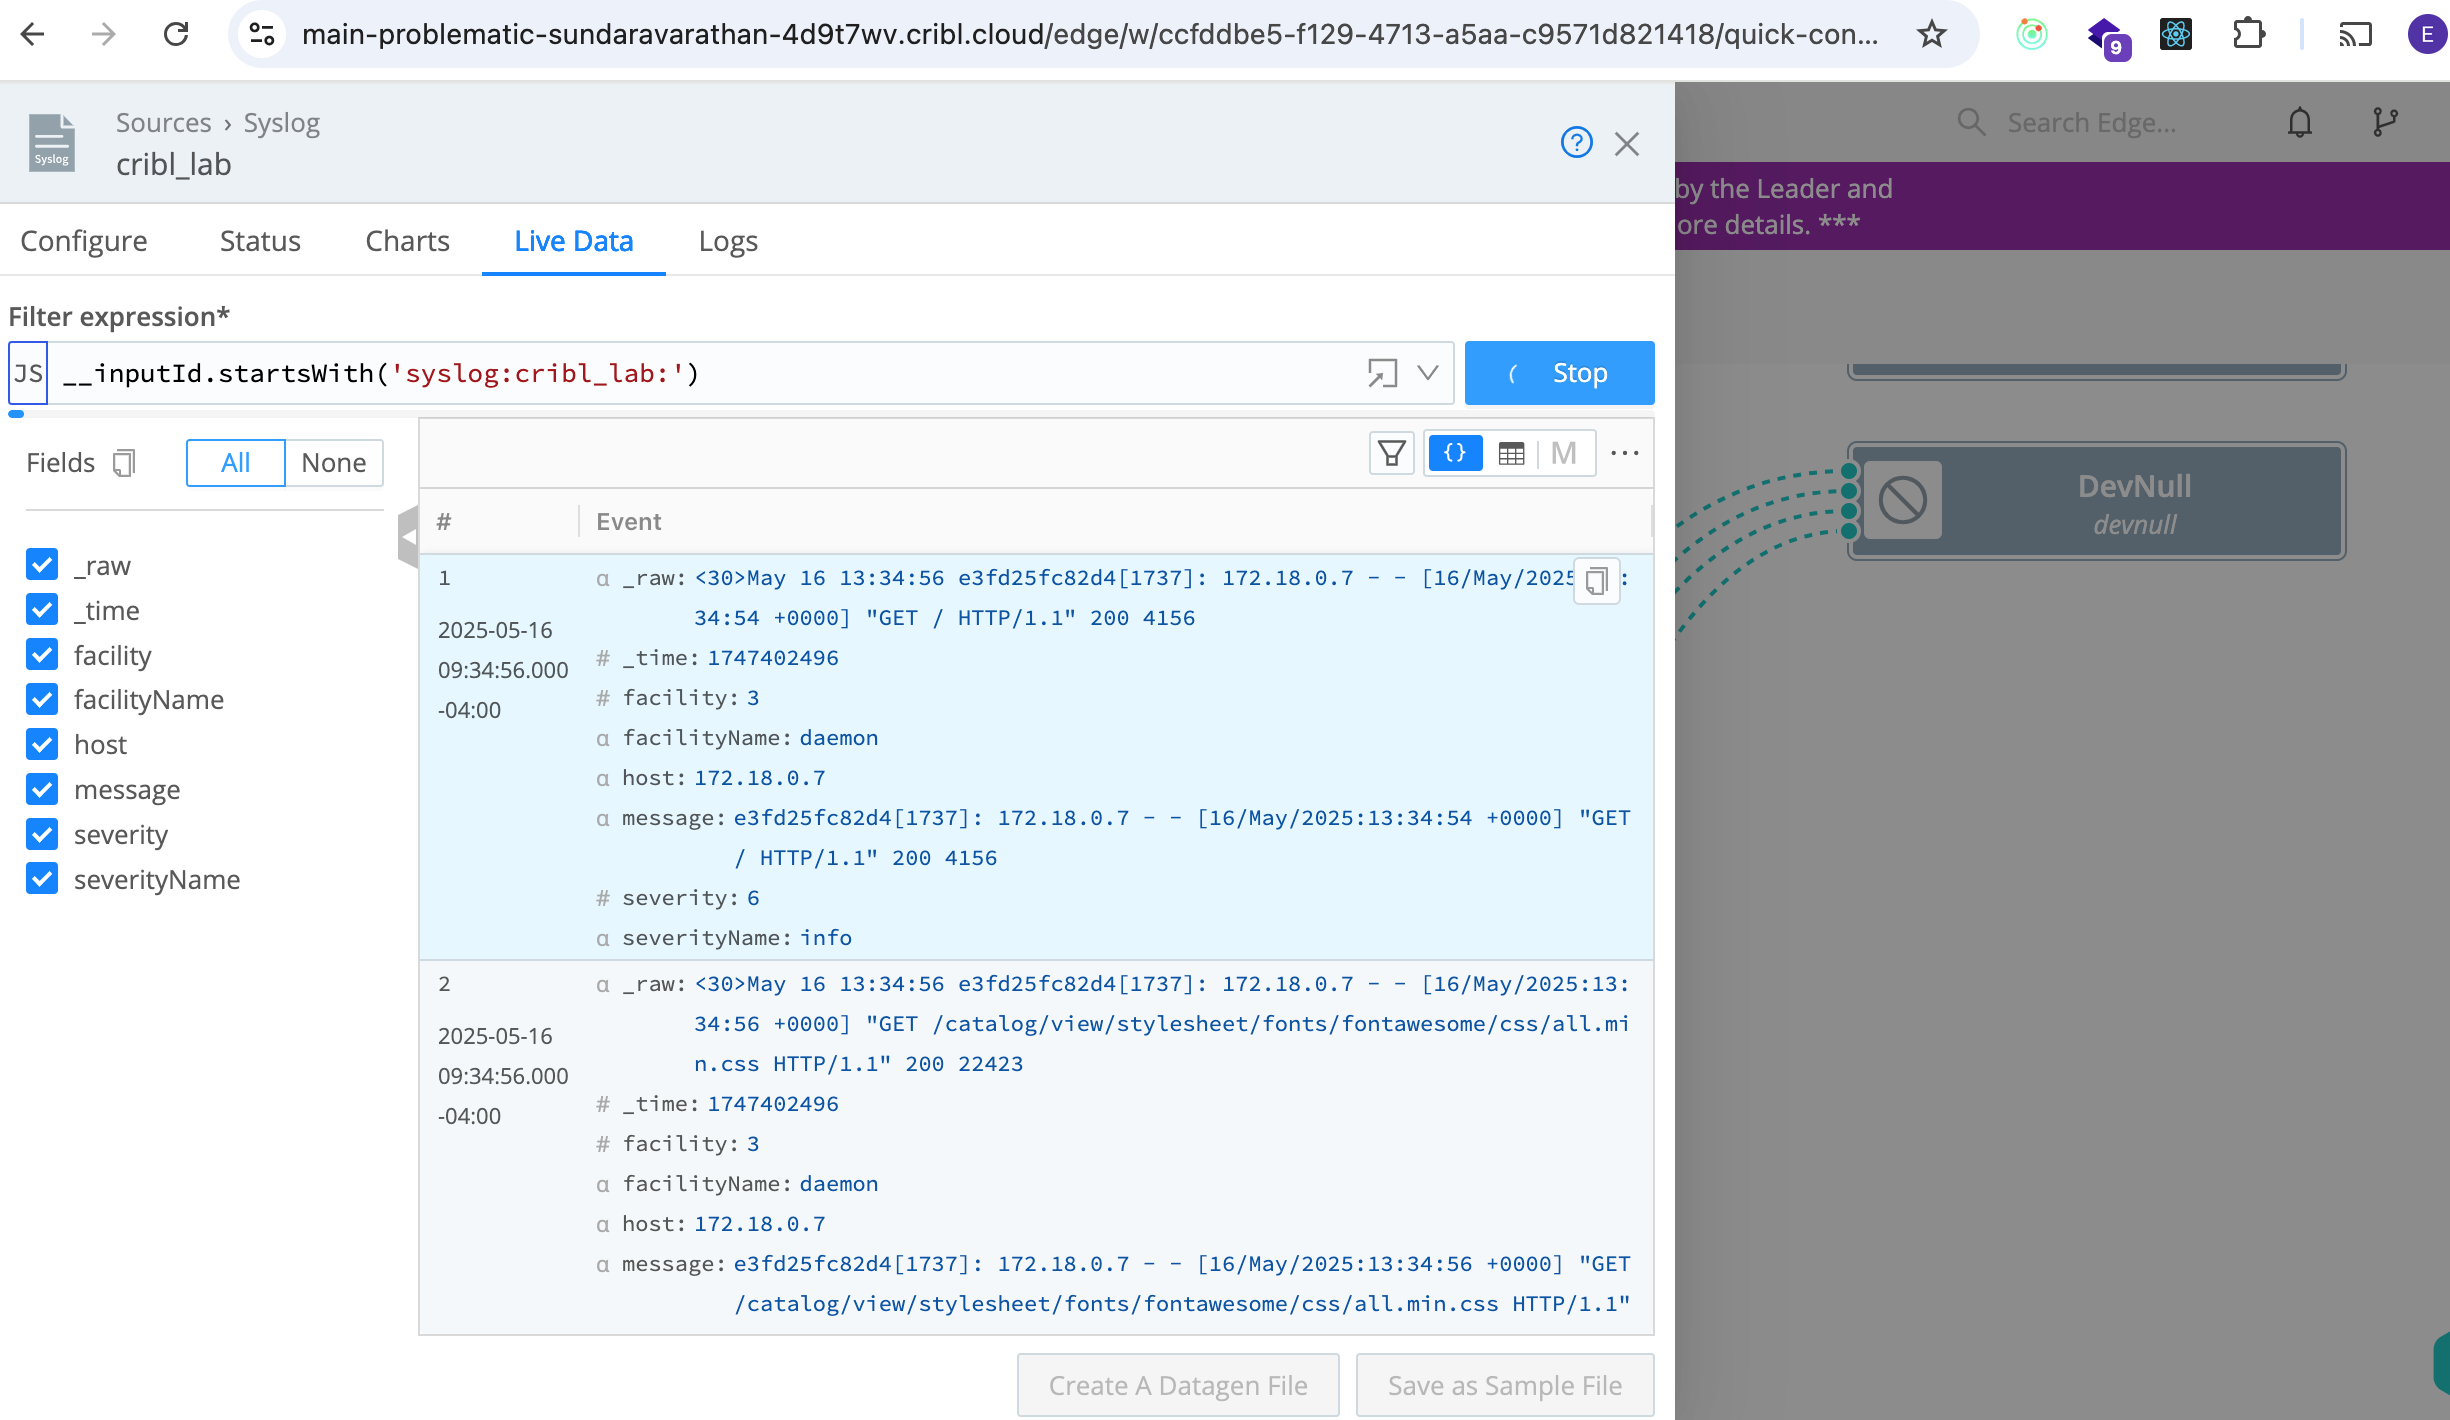 main-problematic-sundaravarathan-4d9t7wv.cribl.cloud/edge/w/ccfddbe5-f129-4713-a5aa-c9571d821418/quick-con...
9
E
Syslog
Sources › Syslog
cribl_lab
?
Search Edge...
by the Leader and
ore details. ***
Configure
Status
Charts
Live Data
Logs
Filter expression*
JS
__inputId.startsWith('syslog:cribl_lab:')
Stop
Fields
All
None
{}
M
...
#
Event
_raw
_time
facility
facilityName
host
message
severity
severityName
1
2025-05-16
09:34:56.000
-04:00
α _raw: <30>May 16 13:34:56 e3fd25fc82d4[1737]: 172.18.0.7 - - [16/May/2025 :
34:54 +0000] "GET / HTTP/1.1" 200 4156
# _time: 1747402496
# facility: 3
α facilityName: daemon
α host: 172.18.0.7
α message: e3fd25fc82d4[1737]: 172.18.0.7 - - [16/May/2025:13:34:54 +0000] "GET
/ HTTP/1.1" 200 4156
# severity: 6
α severityName: info
2
2025-05-16
09:34:56.000
-04:00
α _raw: <30>May 16 13:34:56 e3fd25fc82d4[1737]: 172.18.0.7 - - [16/May/2025:13:
34:56 +0000] "GET /catalog/view/stylesheet/fonts/fontawesome/css/all.mi
n.css HTTP/1.1" 200 22423
# _time: 1747402496
# facility: 3
α facilityName: daemon
α host: 172.18.0.7
α message: e3fd25fc82d4[1737]: 172.18.0.7 - - [16/May/2025:13:34:56 +0000] "GET
/catalog/view/stylesheet/fonts/fontawesome/css/all.min.css HTTP/1.1"
Create A Datagen File
Save as Sample File
DevNull
devnull